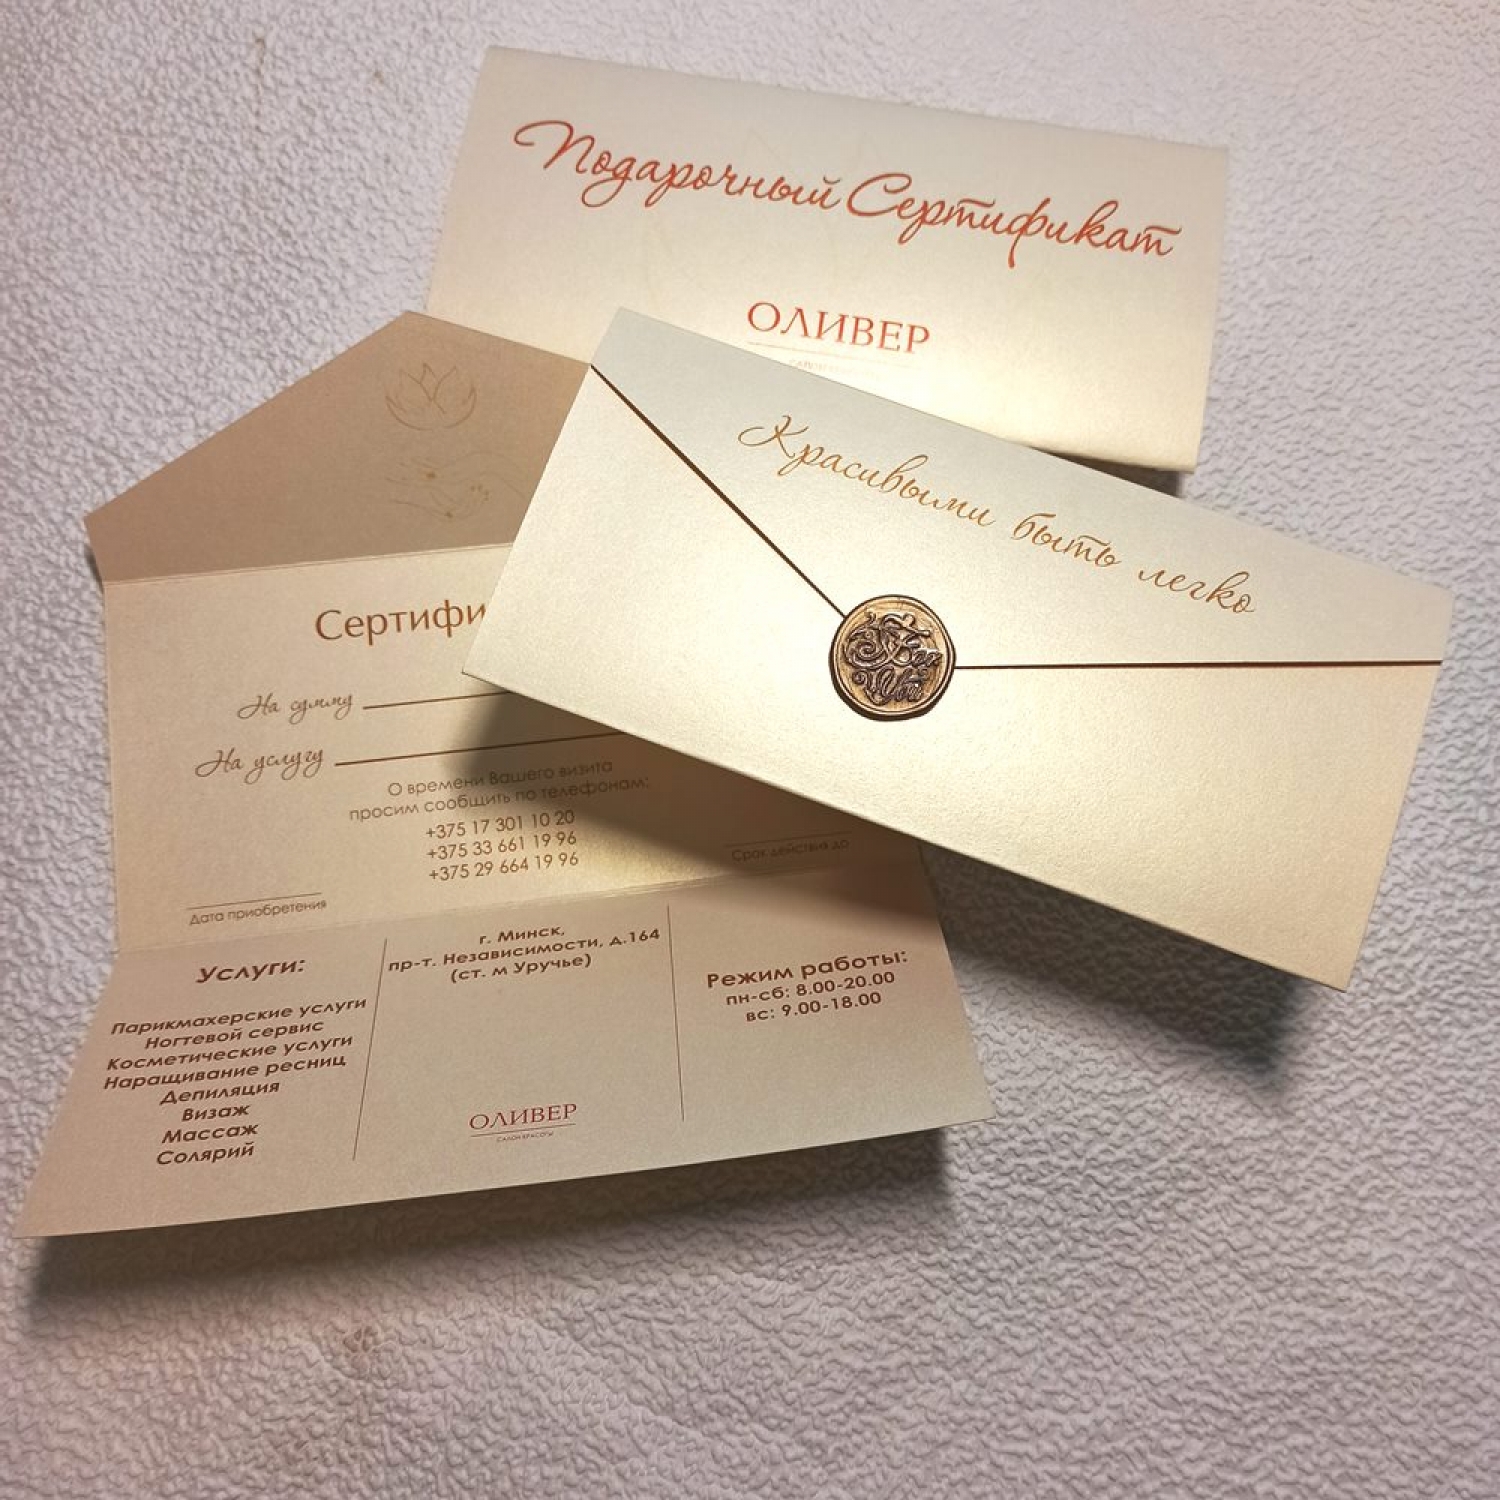 Подарочный Сертификат
ОЛИВЕР
Красивыми быть легко
На сумму
На услугу
О времени Вашего визита
просим сообщить по телефонам:
+375 17 301 10 20
+375 33 661 19 96
+375 29 664 19 96
Срок действия до
Дата приобретения
Услуги:
Парикмахерские услуги
Ногтевой сервис
Косметические услуги
Наращивание ресниц
Депиляция
Визаж
Массаж
Солярий
г. Минск,
пр-т. Независимости, д.164
(ст. м Уручье)
ОЛИВЕР
САЛОН КРАСОТЫ
Режим работы:
пн-сб: 8.00-20.00
вс: 9.00-18.00